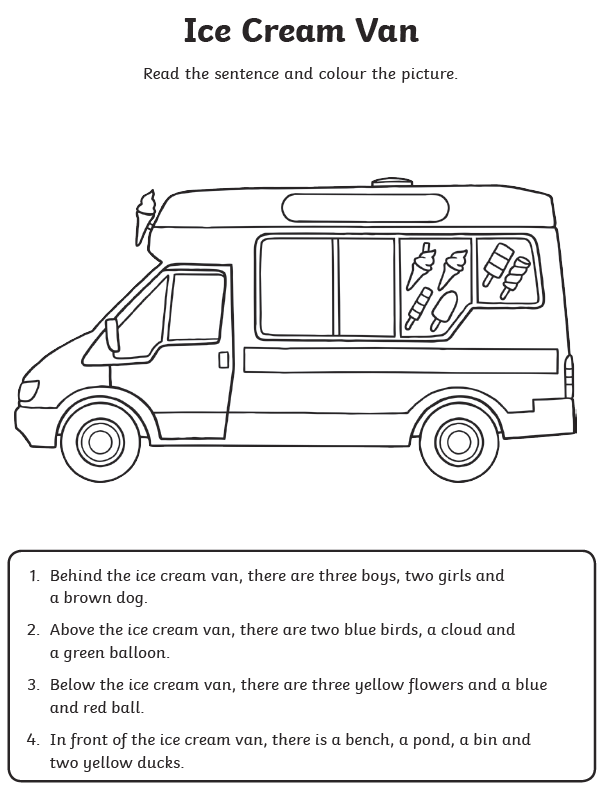 Ice Cream Van
Read the sentence and colour the picture.
1. Behind the ice cream van, there are three boys, two girls and
a brown dog.
2. Above the ice cream van, there are two blue birds, a cloud and
a green balloon.
3. Below the ice cream van, there are three yellow flowers and a blue
and red ball.
4. In front of the ice cream van, there is a bench, a pond, a bin and
two yellow ducks.